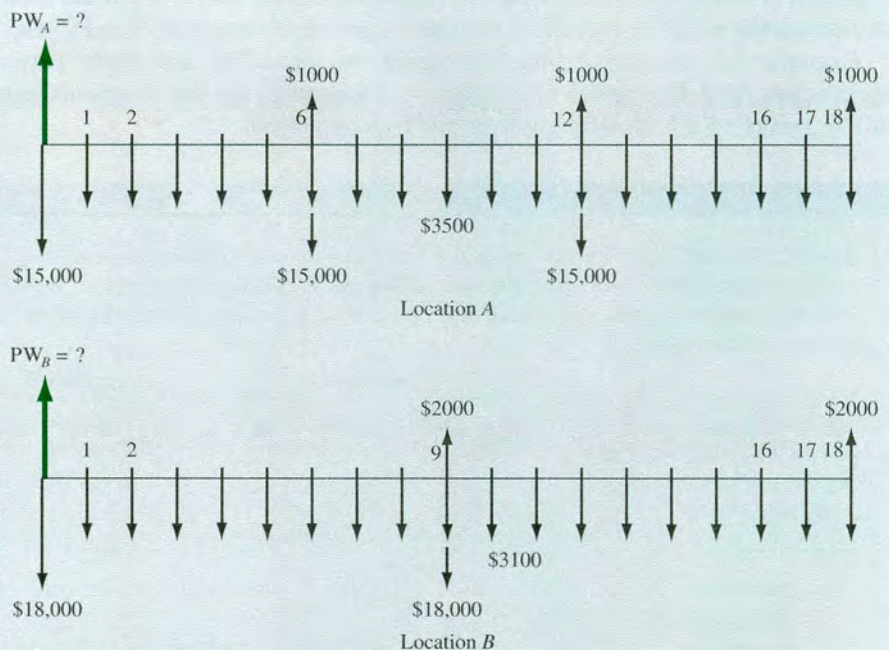 PW_A = ?
$1000 $1000 $1000
1 2 6 12 16 17 18
$3500
$15,000 $15,000 $15,000
Location A
PW_B = ?
$2000 $2000
1 2 9 16 17 18
$3100
$18,000 $18,000
Location B